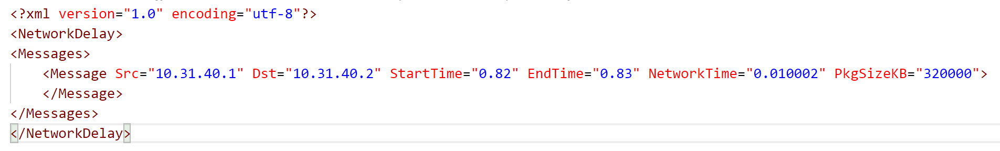 <?xml version="1.0" encoding="utf-8"?>
<NetworkDelay>
<Messages>
    <Message Src="10.31.40.1" Dst="10.31.40.2" StartTime="0.82" EndTime="0.83" NetworkTime="0.010002" PkgSizeKB="320000">
    </Message>
</Messages>
</NetworkDelay>